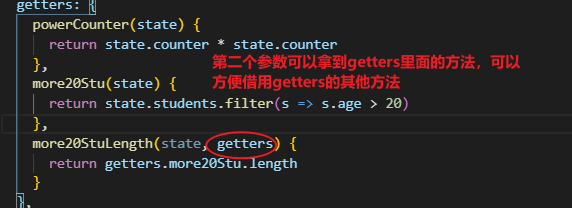 getters: {
powerCounter(state) {
return state.counter * state.counter
},
more20Stu(state) {
return state.students.filter(s => s.age > 20)
},
more20StuLength(state, getters) {
return getters.more20Stu.length
}
},
第二个参数可以拿到getters里面的方法，可以
方便借用getters的其他方法